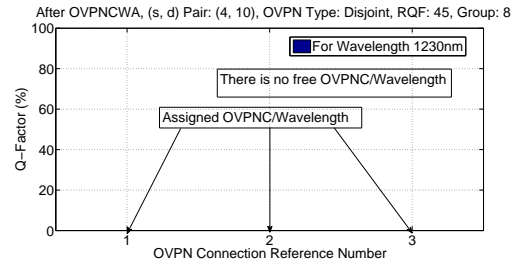 After OVPNCWA, (s, d) Pair: (4, 10), OVPN Type: Disjoint, RQF: 45, Group: 8
For Wavelength 1230nm
There is no free OVPNC/Wavelength
Assigned OVPNC/Wavelength
Q−Factor (%)
100
80
60
40
20
0
1 2 3
OVPN Connection Reference Number